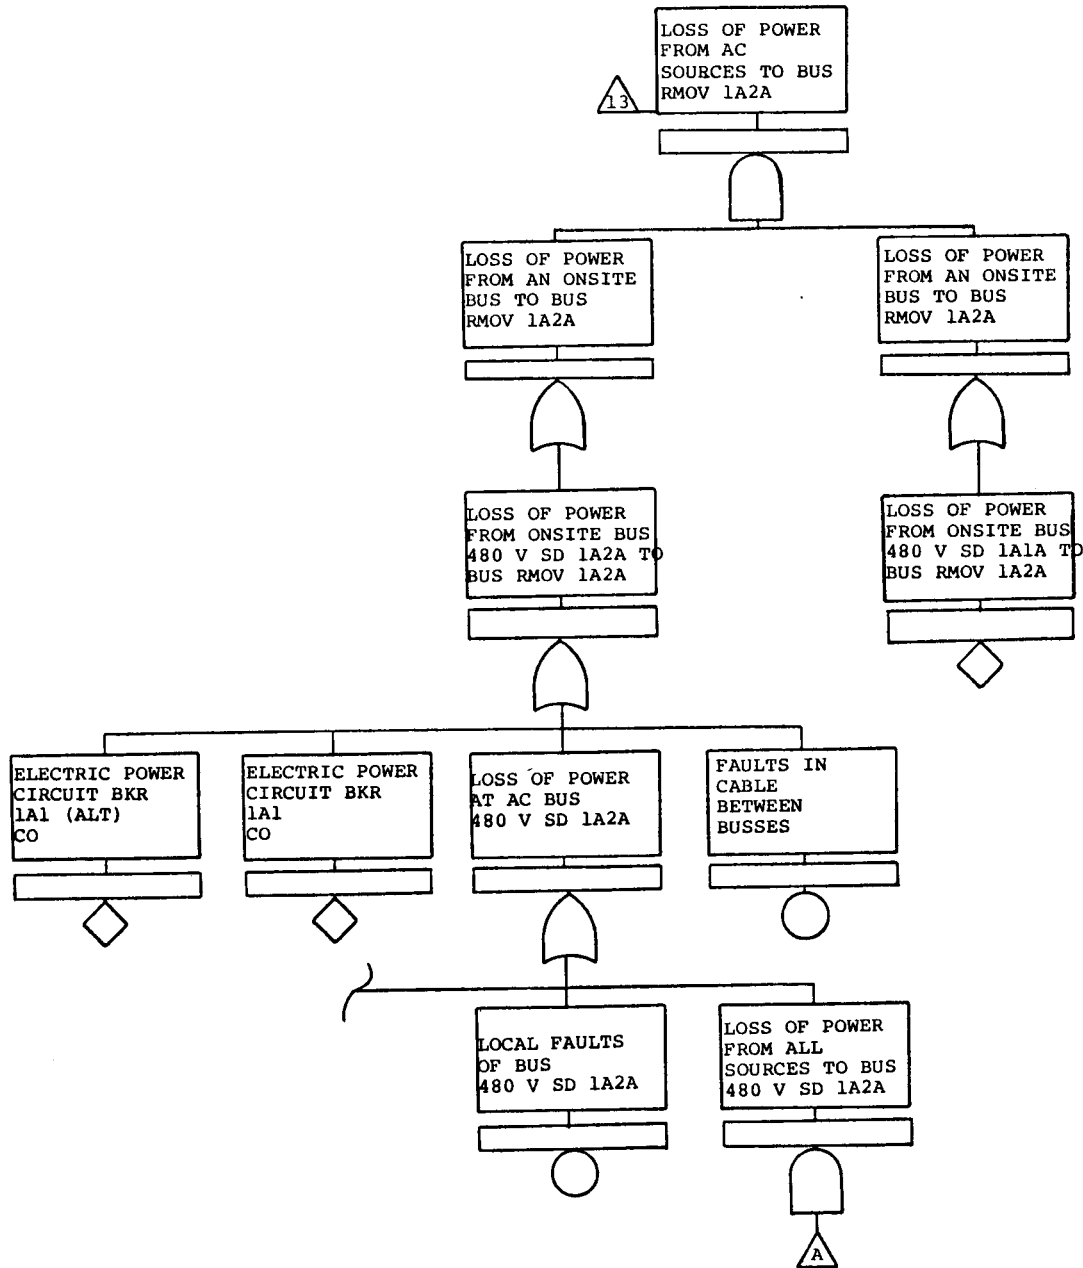 LOSS OF POWER
FROM AC
SOURCES TO BUS
RMOV 1A2A
13
LOSS OF POWER
FROM AN ONSITE
BUS TO BUS
RMOV 1A2A
LOSS OF POWER
FROM AN ONSITE
BUS TO BUS
RMOV 1A2A
LOSS OF POWER
FROM ONSITE BUS
480 V SD 1A2A TO
BUS RMOV 1A2A
LOSS OF POWER
FROM ONSITE BUS
480 V SD 1A1A TO
BUS RMOV 1A2A
ELECTRIC POWER
CIRCUIT BKR
1A1 (ALT)
CO
ELECTRIC POWER
CIRCUIT BKR
1A1
CO
LOSS OF POWER
AT AC BUS
480 V SD 1A2A
FAULTS IN
CABLE
BETWEEN
BUSSES
LOCAL FAULTS
OF BUS
480 V SD 1A2A
LOSS OF POWER
FROM ALL
SOURCES TO BUS
480 V SD 1A2A
A